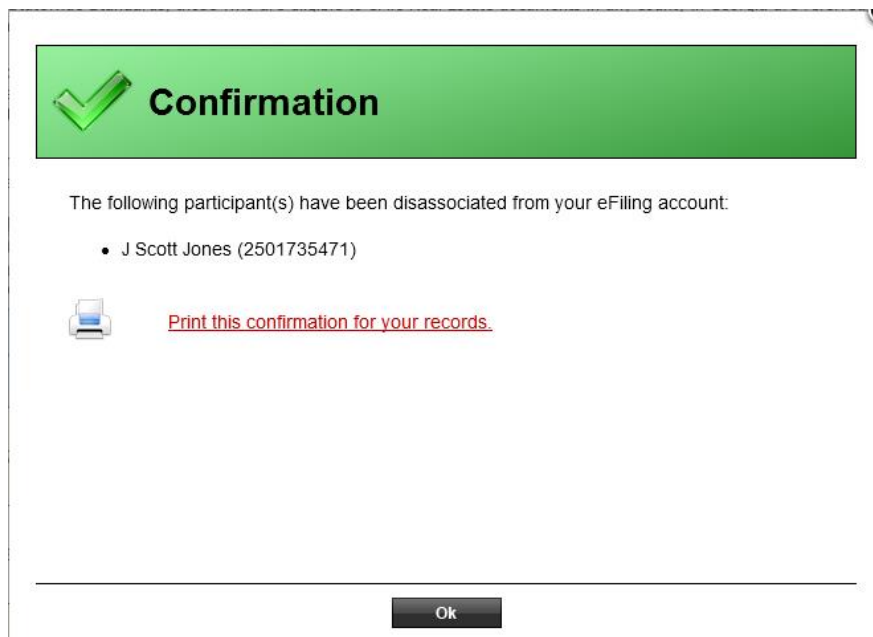 Confirmation
The following participant(s) have been disassociated from your eFiling account:
• J Scott Jones (2501735471)
Print this confirmation for your records.
Ok